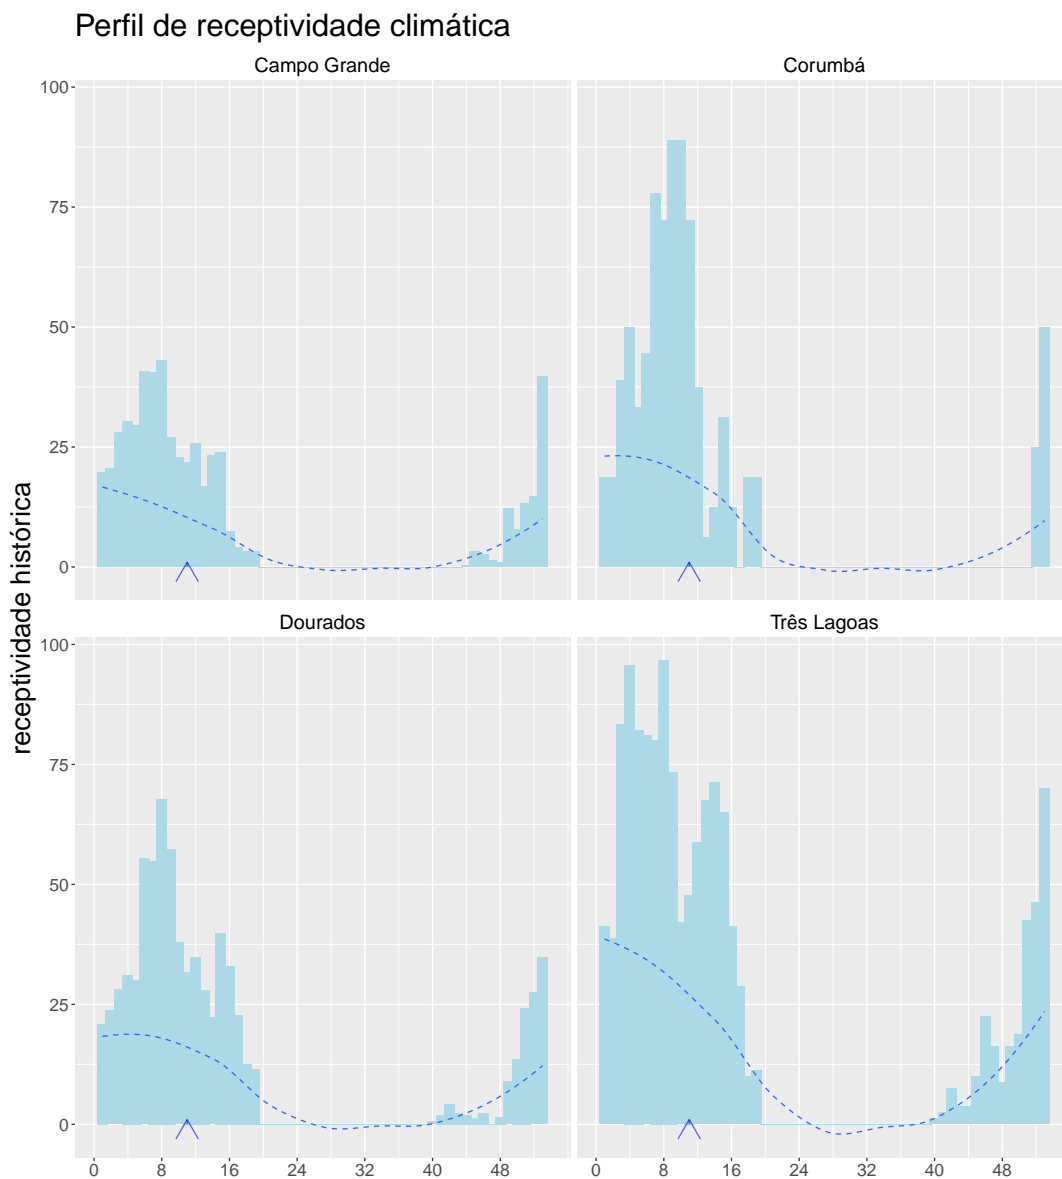 Perfil de receptividade climática
Campo Grande
Corumbá
100
75
50
25
0
receptividade histórica
Dourados
Três Lagoas
100
75
50
25
0
0 8 16 24 32 40 48
0 8 16 24 32 40 48